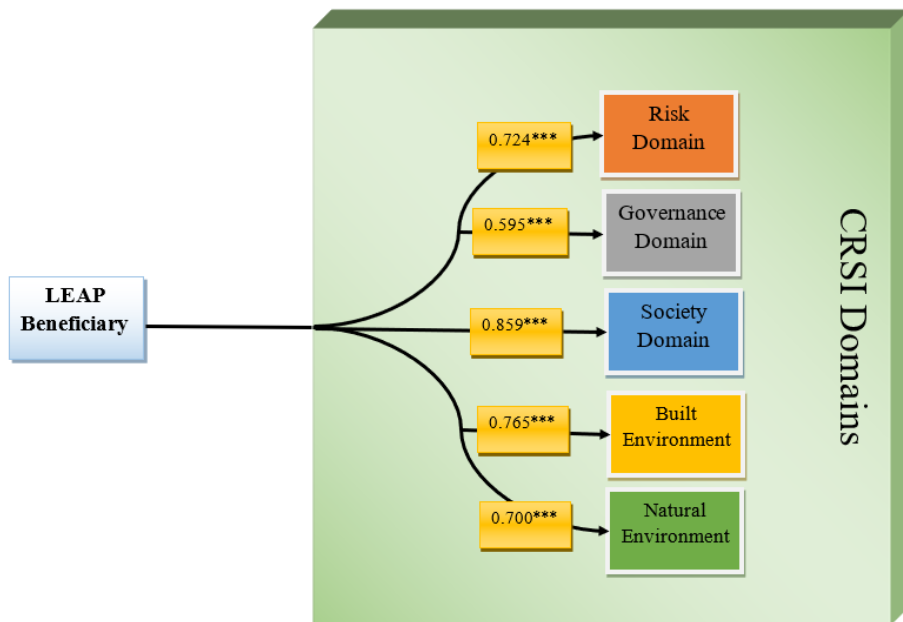 LEAP
Beneficiary
0.724***
Risk
Domain
0.595***
Governance
Domain
0.859***
Society
Domain
0.765***
Built
Environment
0.700***
Natural
Environment
CRSI Domains